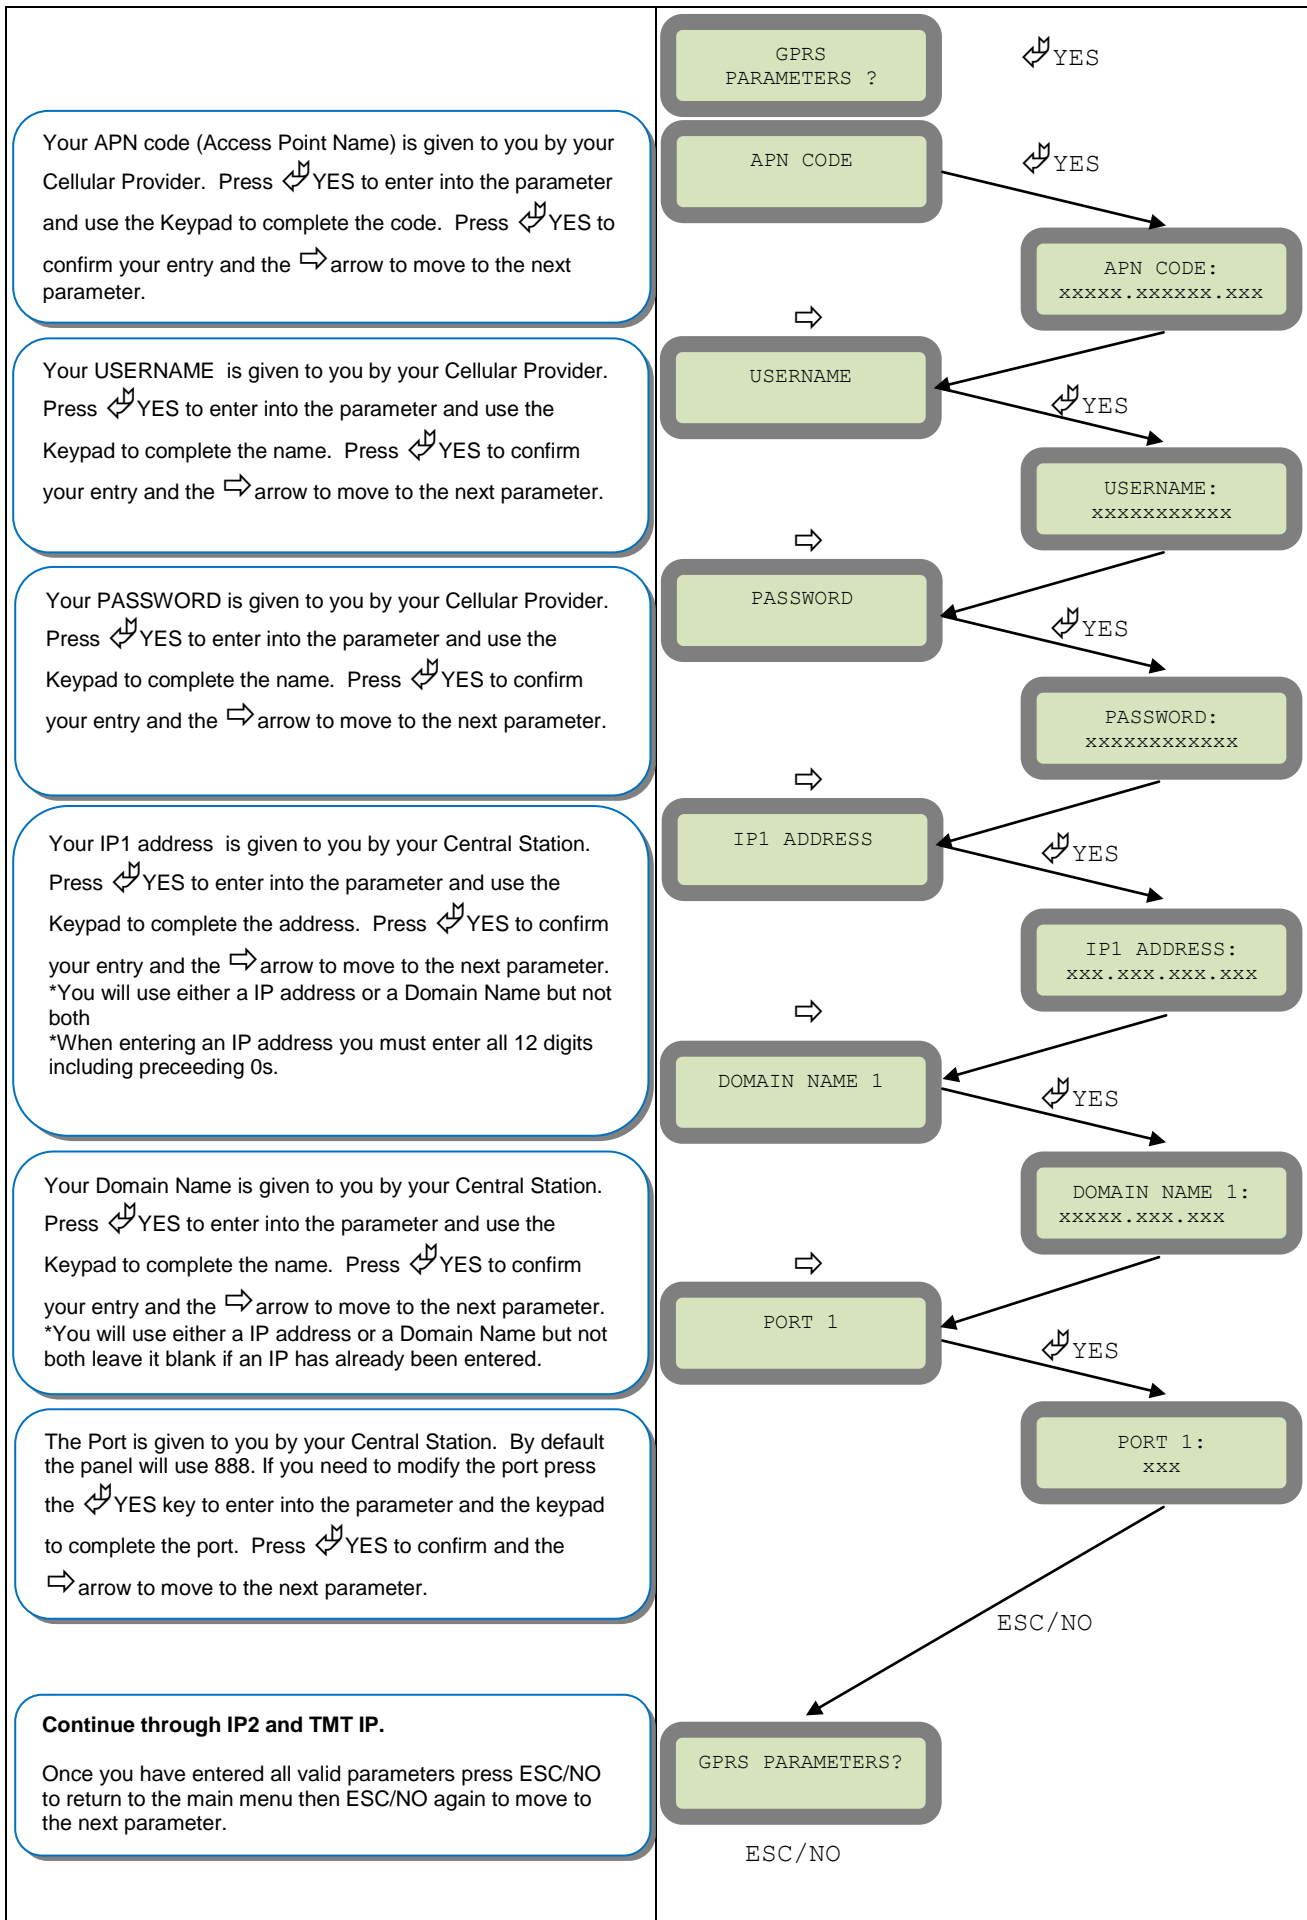 GPRS
PARAMETERS ?
YES
Your APN code (Access Point Name) is given to you by your
Cellular Provider. Press YES to enter into the parameter
and use the Keypad to complete the code. Press YES to
confirm your entry and the arrow to move to the next
parameter.
APN CODE
YES
APN CODE:
xxxxx.xxxxxx.xxx
Your USERNAME is given to you by your Cellular Provider.
Press YES to enter into the parameter and use the
Keypad to complete the name. Press YES to confirm
your entry and the arrow to move to the next parameter.
USERNAME
YES
USERNAME:
xxxxxxxxxxx
Your PASSWORD is given to you by your Cellular Provider.
Press YES to enter into the parameter and use the
Keypad to complete the name. Press YES to confirm
your entry and the arrow to move to the next parameter.
PASSWORD
YES
PASSWORD:
xxxxxxxxxxxx
Your IP1 address is given to you by your Central Station.
Press YES to enter into the parameter and use the
Keypad to complete the address. Press YES to confirm
your entry and the arrow to move to the next parameter.
*You will use either a IP address or a Domain Name but not
both
*When entering an IP address you must enter all 12 digits
including preceeding 0s.
IP1 ADDRESS
YES
IP1 ADDRESS:
xxx.xxx.xxx.xxx
Your Domain Name is given to you by your Central Station.
Press YES to enter into the parameter and use the
Keypad to complete the name. Press YES to confirm
your entry and the arrow to move to the next parameter.
*You will use either a IP address or a Domain Name but not
both leave it blank if an IP has already been entered.
DOMAIN NAME 1
YES
DOMAIN NAME 1:
xxxxx.xxx.xxx
The Port is given to you by your Central Station. By default
the panel will use 888. If you need to modify the port press
the YES key to enter into the parameter and the keypad
to complete the port. Press YES to confirm and the
arrow to move to the next parameter.
PORT 1
YES
PORT 1:
xxx
ESC/NO
Continue through IP2 and TMT IP.
Once you have entered all valid parameters press ESC/NO
to return to the main menu then ESC/NO again to move to
the next parameter.
GPRS PARAMETERS?
ESC/NO